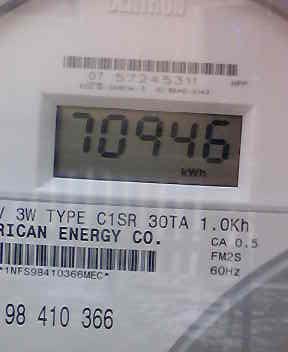 CENTRON
07 57245311
70946
kWh
V 3W TYPE C1SR 30TA 1.0Kh
RICAN ENERGY CO.
CA 0.5
FM2S
*1NFS98410366MEC*
60Hz
98 410 366